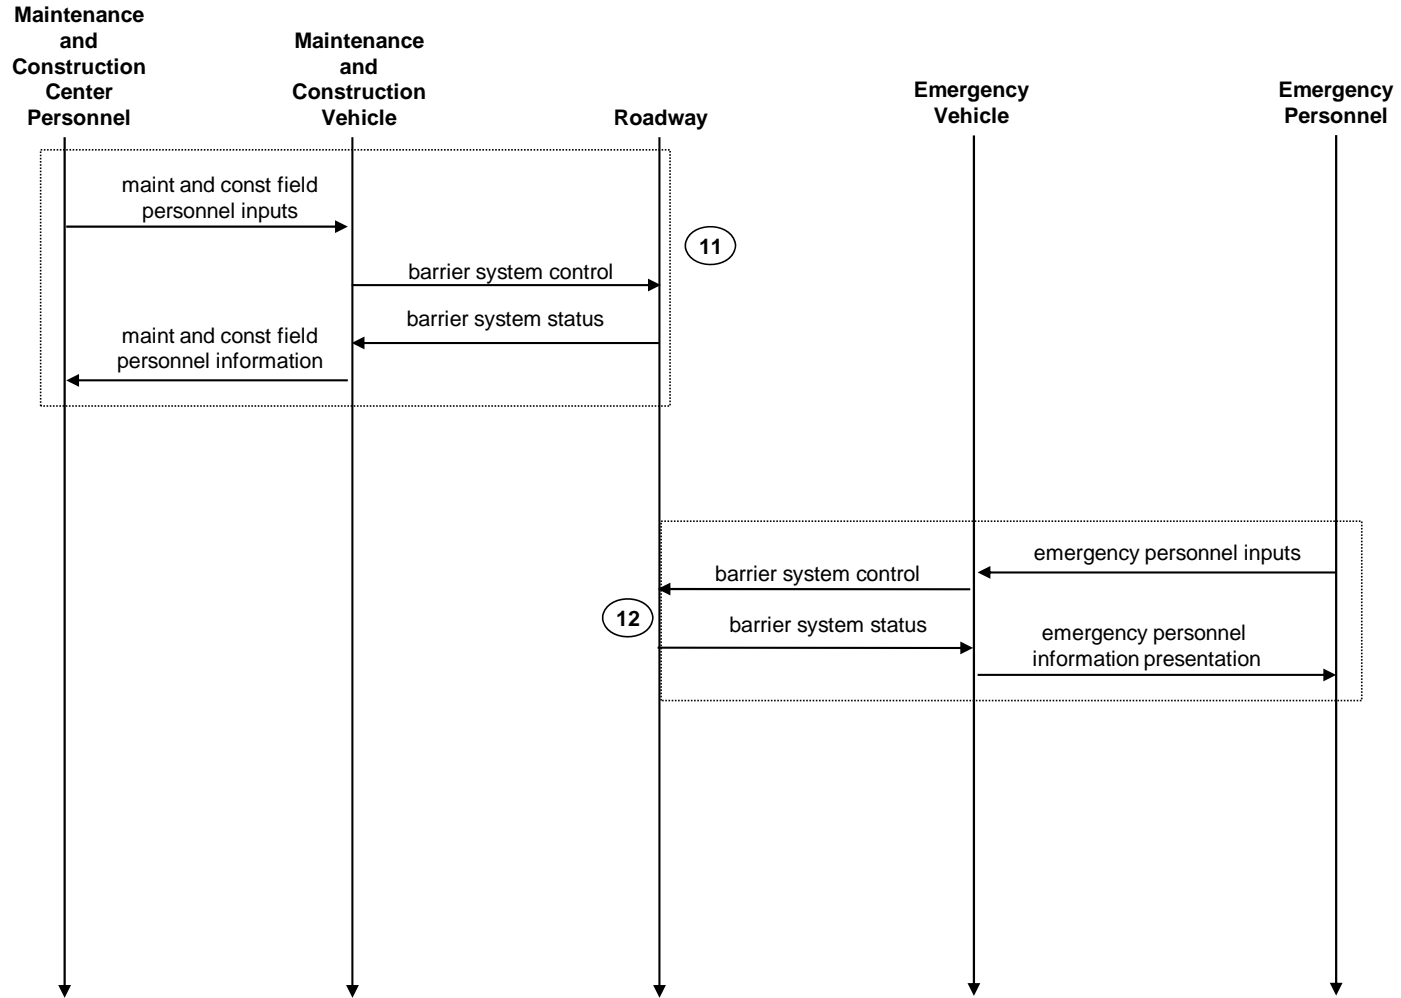 Maintenance
and
Construction
Center
Personnel
Maintenance
and
Construction
Vehicle
Roadway
Emergency
Vehicle
Emergency
Personnel
maint and const field
personnel inputs
11
barrier system control
barrier system status
maint and const field
personnel information
emergency personnel inputs
barrier system control
12
barrier system status
emergency personnel
information presentation